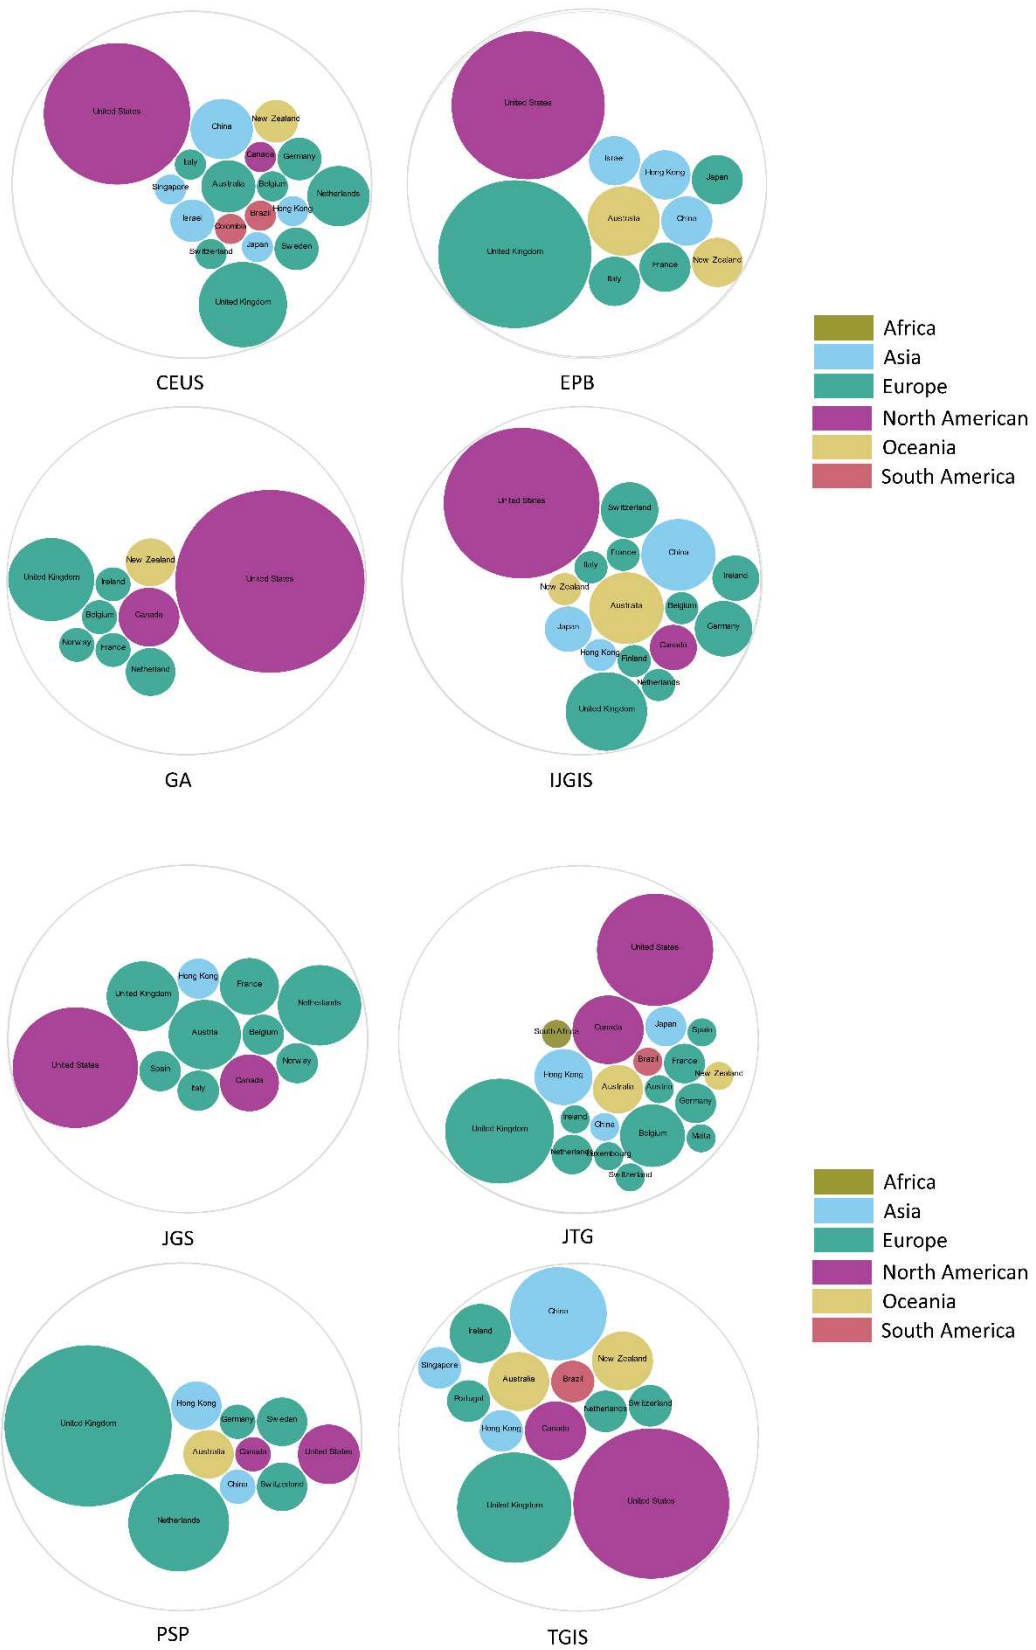 United States
China
New Zealand
Italy
Canada
Germany
Singapore
Australia
Belgium
Netherlands
Israel
Colombia
Brazil
Hong Kong
Switzerland
Japan
Sweden
United Kingdom
CEUS
United States
Israel
Hong Kong
Japan
Australia
China
United Kingdom
Italy
France
New Zealand
EPB
Africa
Asia
Europe
North American
Oceania
South America
United Kingdom
New Zealand
Ireland
United States
Belgium
Canada
Norway
France
Netherland
GA
United States
Switzerland
China
France
Italy
Ireland
New Zealand
Australia
Belgium
Japan
Germany
Hong Kong
Finland
Canada
Netherlands
United Kingdom
IJGIS
Hong Kong
United Kingdom
France
Netherlands
Austria
Belgium
United States
Spain
Norway
Italy
Canada
JGS
United States
South Africa
Canada
Japan
Spain
Brazil
France
Hong Kong
New Zealand
Australia
Austria
Germany
Ireland
China
United Kingdom
Belgium
Malta
Netherlands
Luxembourg
Switzerland
JTG
Africa
Asia
Europe
North American
Oceania
South America
Hong Kong
United Kingdom
Germany
Sweden
Australia
Canada
United States
China
Switzerland
Netherlands
PSP
China
Ireland
New Zealand
Singapore
Australia
Brazil
Portugal
Netherlands
Switzerland
Hong Kong
Canada
United Kingdom
United States
TGIS